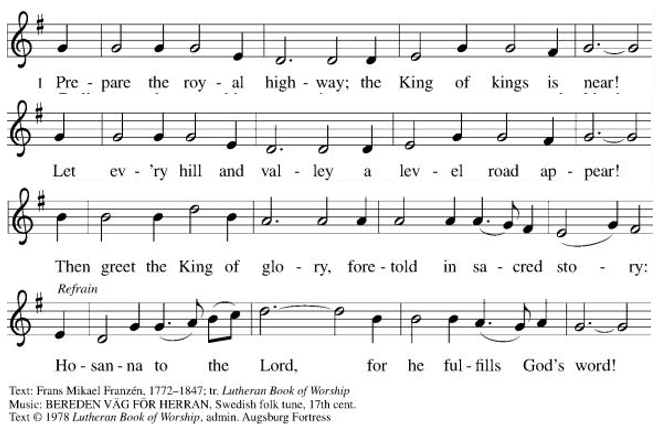 1 Pre - pare the roy - al high - way; the King of kings is near!
Let ev - 'ry hill and val - ley a lev - el road ap - pear!
Then greet the King of glo - ry, fore - told in sa - cred sto - ry:
Refrain
Ho - san - na to the Lord, for he ful - fills God's word!
Text: Frans Mikael Franzén, 1772–1847; tr. Lutheran Book of Worship
Music: BEREDEN VÄG FÖR HERRAN, Swedish folk tune, 17th cent.
Text © 1978 Lutheran Book of Worship, admin. Augsburg Fortress